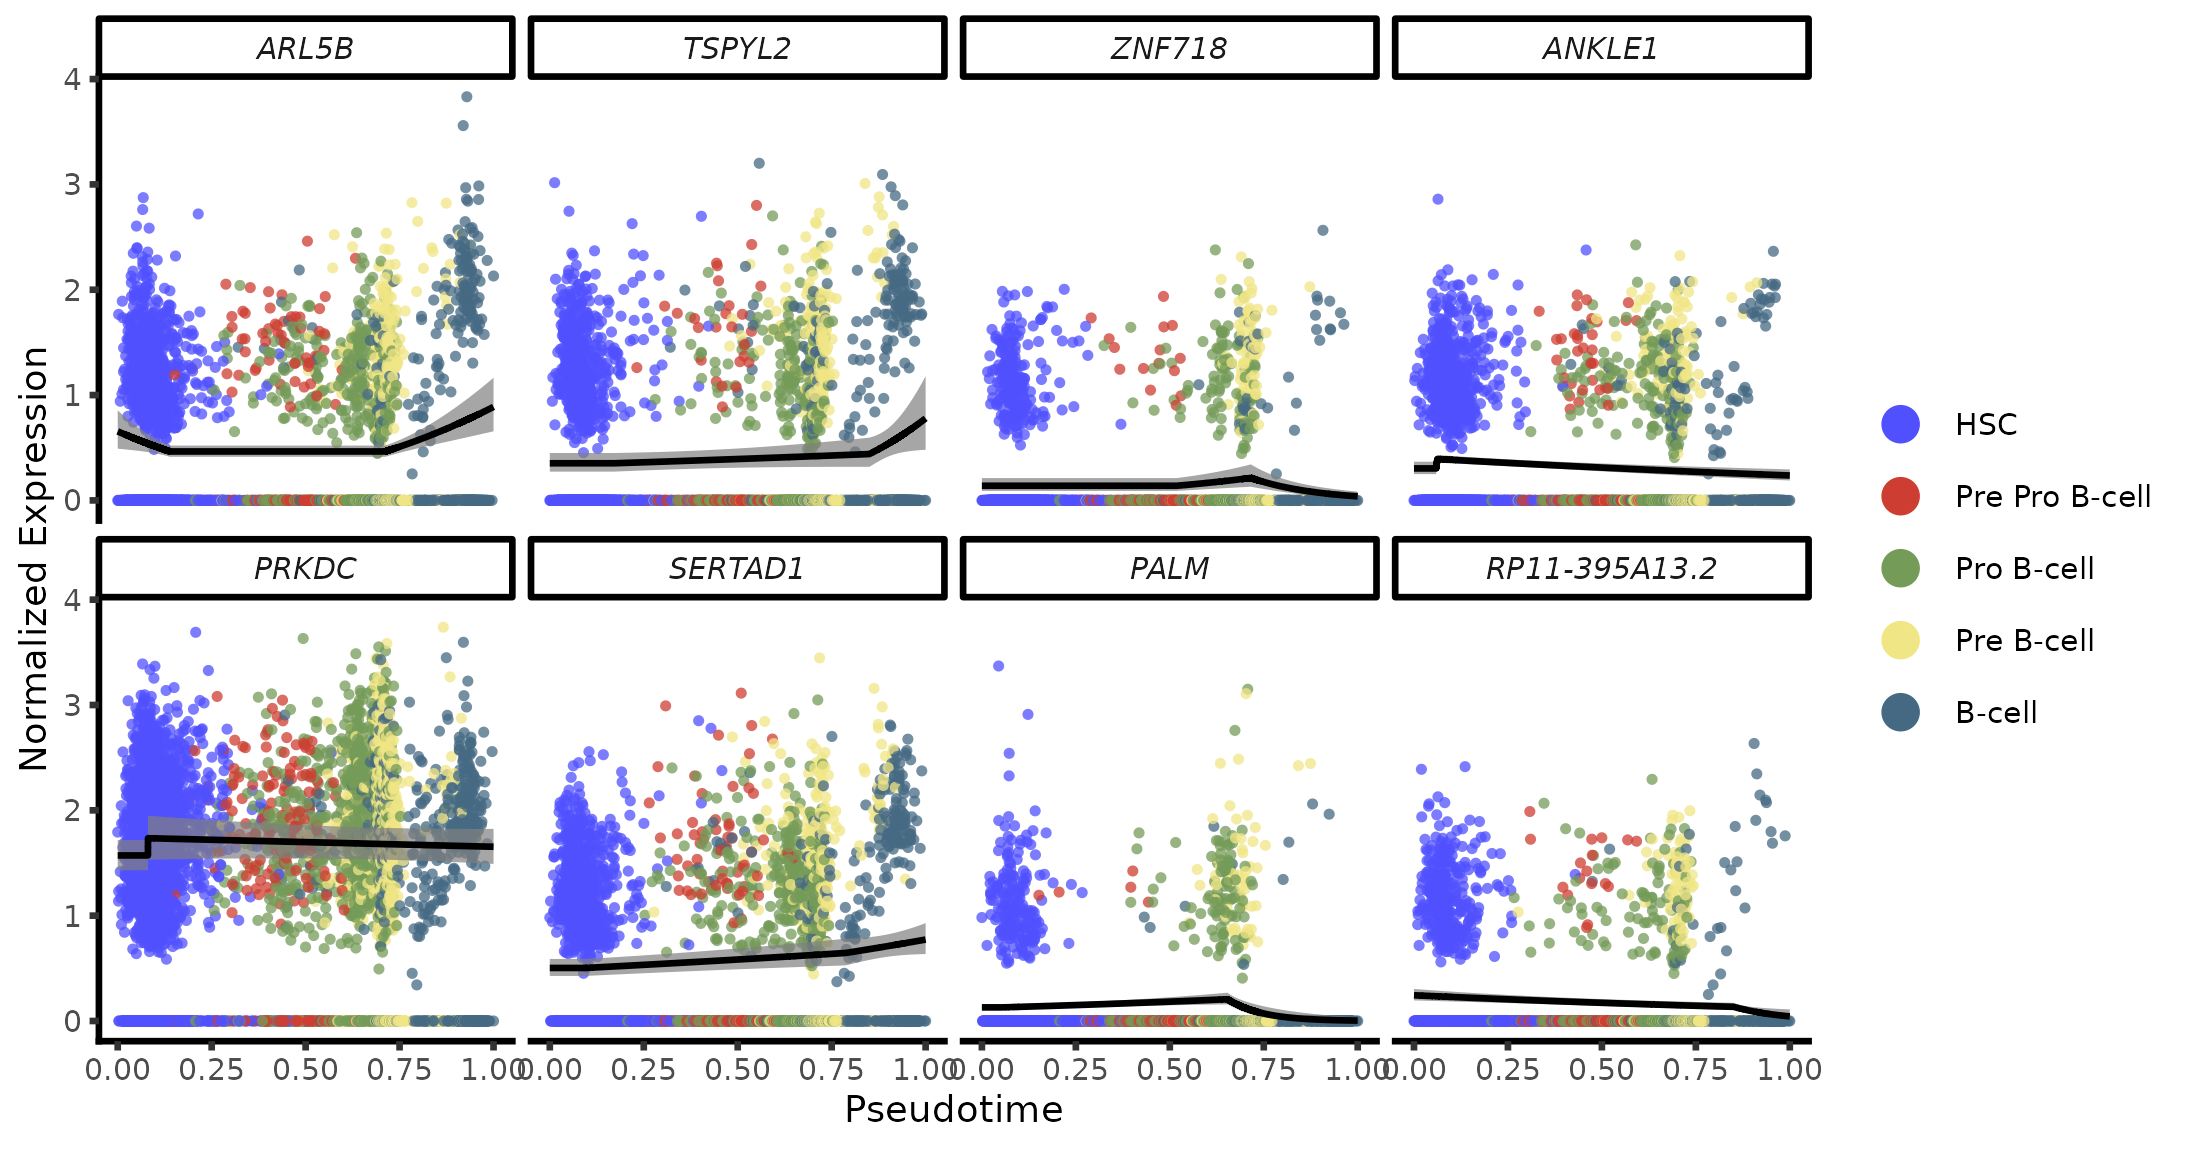 ARL5B TSPYL2 ZNF718 ANKLE1
4
3
2
1
0
PRKDC SERTAD1 PALM RP11-395A13.2
4
3
2
1
0
0.00 0.25 0.50 0.75 1.00 0.00 0.25 0.50 0.75 1.00 0.00 0.25 0.50 0.75 1.00 0.00 0.25 0.50 0.75 1.00
Pseudotime
Normalized Expression
HSC
Pre Pro B-cell
Pro B-cell
Pre B-cell
B-cell